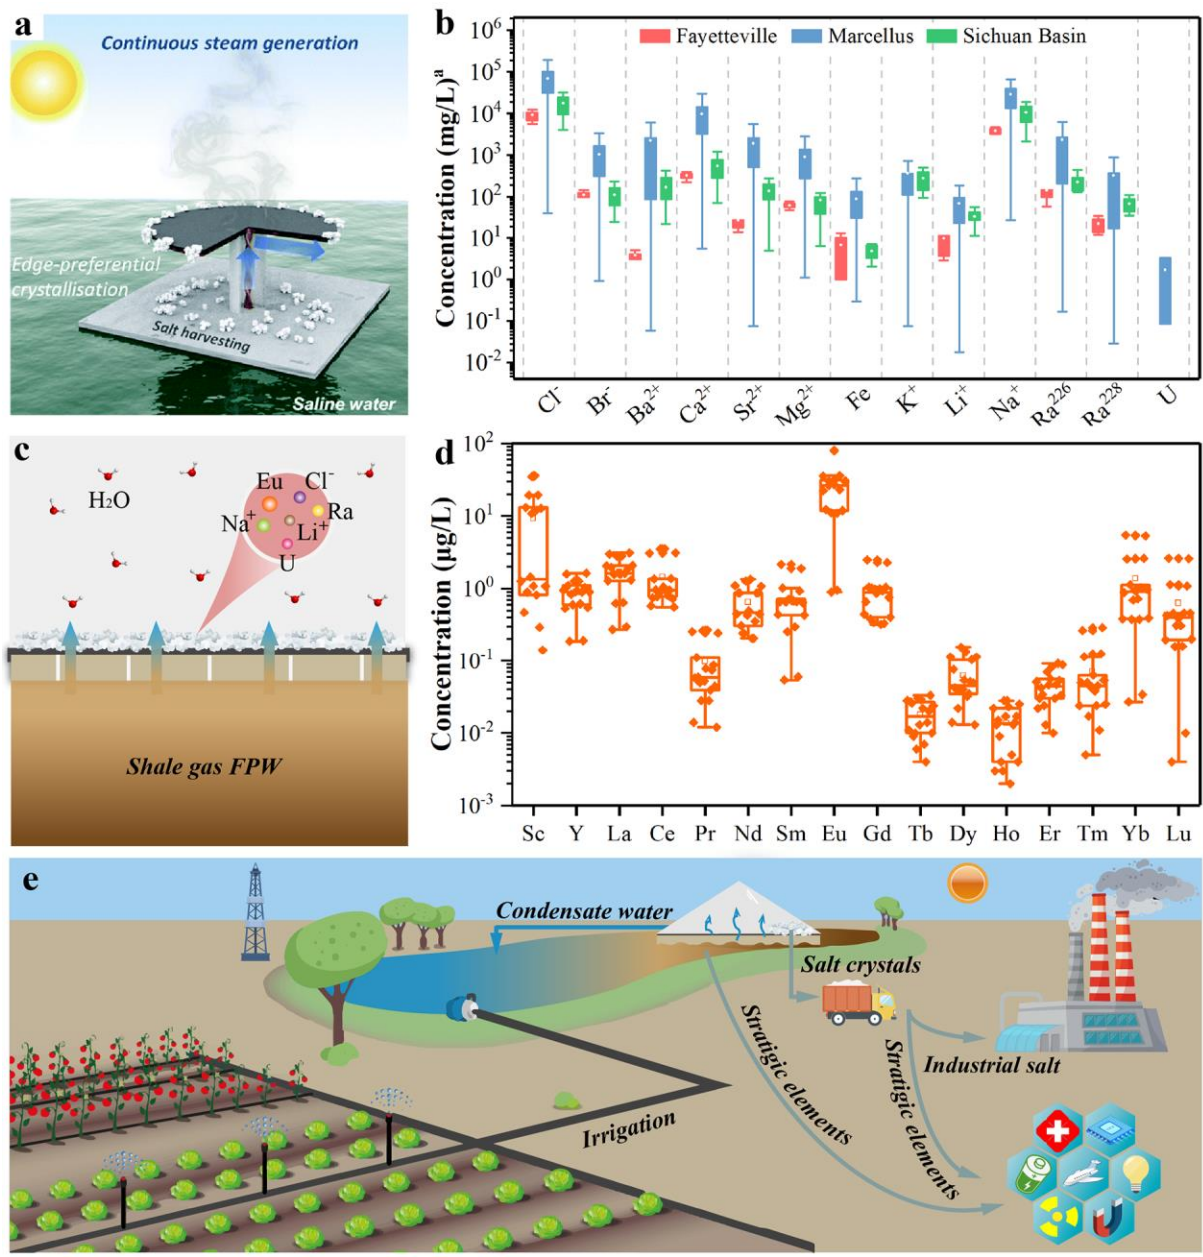 a
Continuous steam generation
Edge-preferential
crystallisation
Salt harvesting
Saline water
b
Fayetteville Marcellus Sichuan Basin
Concentration (mg/L)ᵃ
10⁶
10⁵
10⁴
10³
10²
10¹
10⁰
10⁻¹
10⁻²
Cl⁻ Br⁻ Ba²⁺ Ca²⁺ Sr²⁺ Mg²⁺ Fe K⁺ Li⁺ Na⁺ Ra²²⁶ Ra²²⁸ U
c
H₂O
Eu Cl⁻
Na⁺ Li⁺ Ra
U
Shale gas FPW
d
Concentration (µg/L)
10²
10¹
10⁰
10⁻¹
10⁻²
10⁻³
Sc Y La Ce Pr Nd Sm Eu Gd Tb Dy Ho Er Tm Yb Lu
e
Condensate water
Salt crystals
Stratigic elements
Stratigic elements
Industrial salt
Irrigation